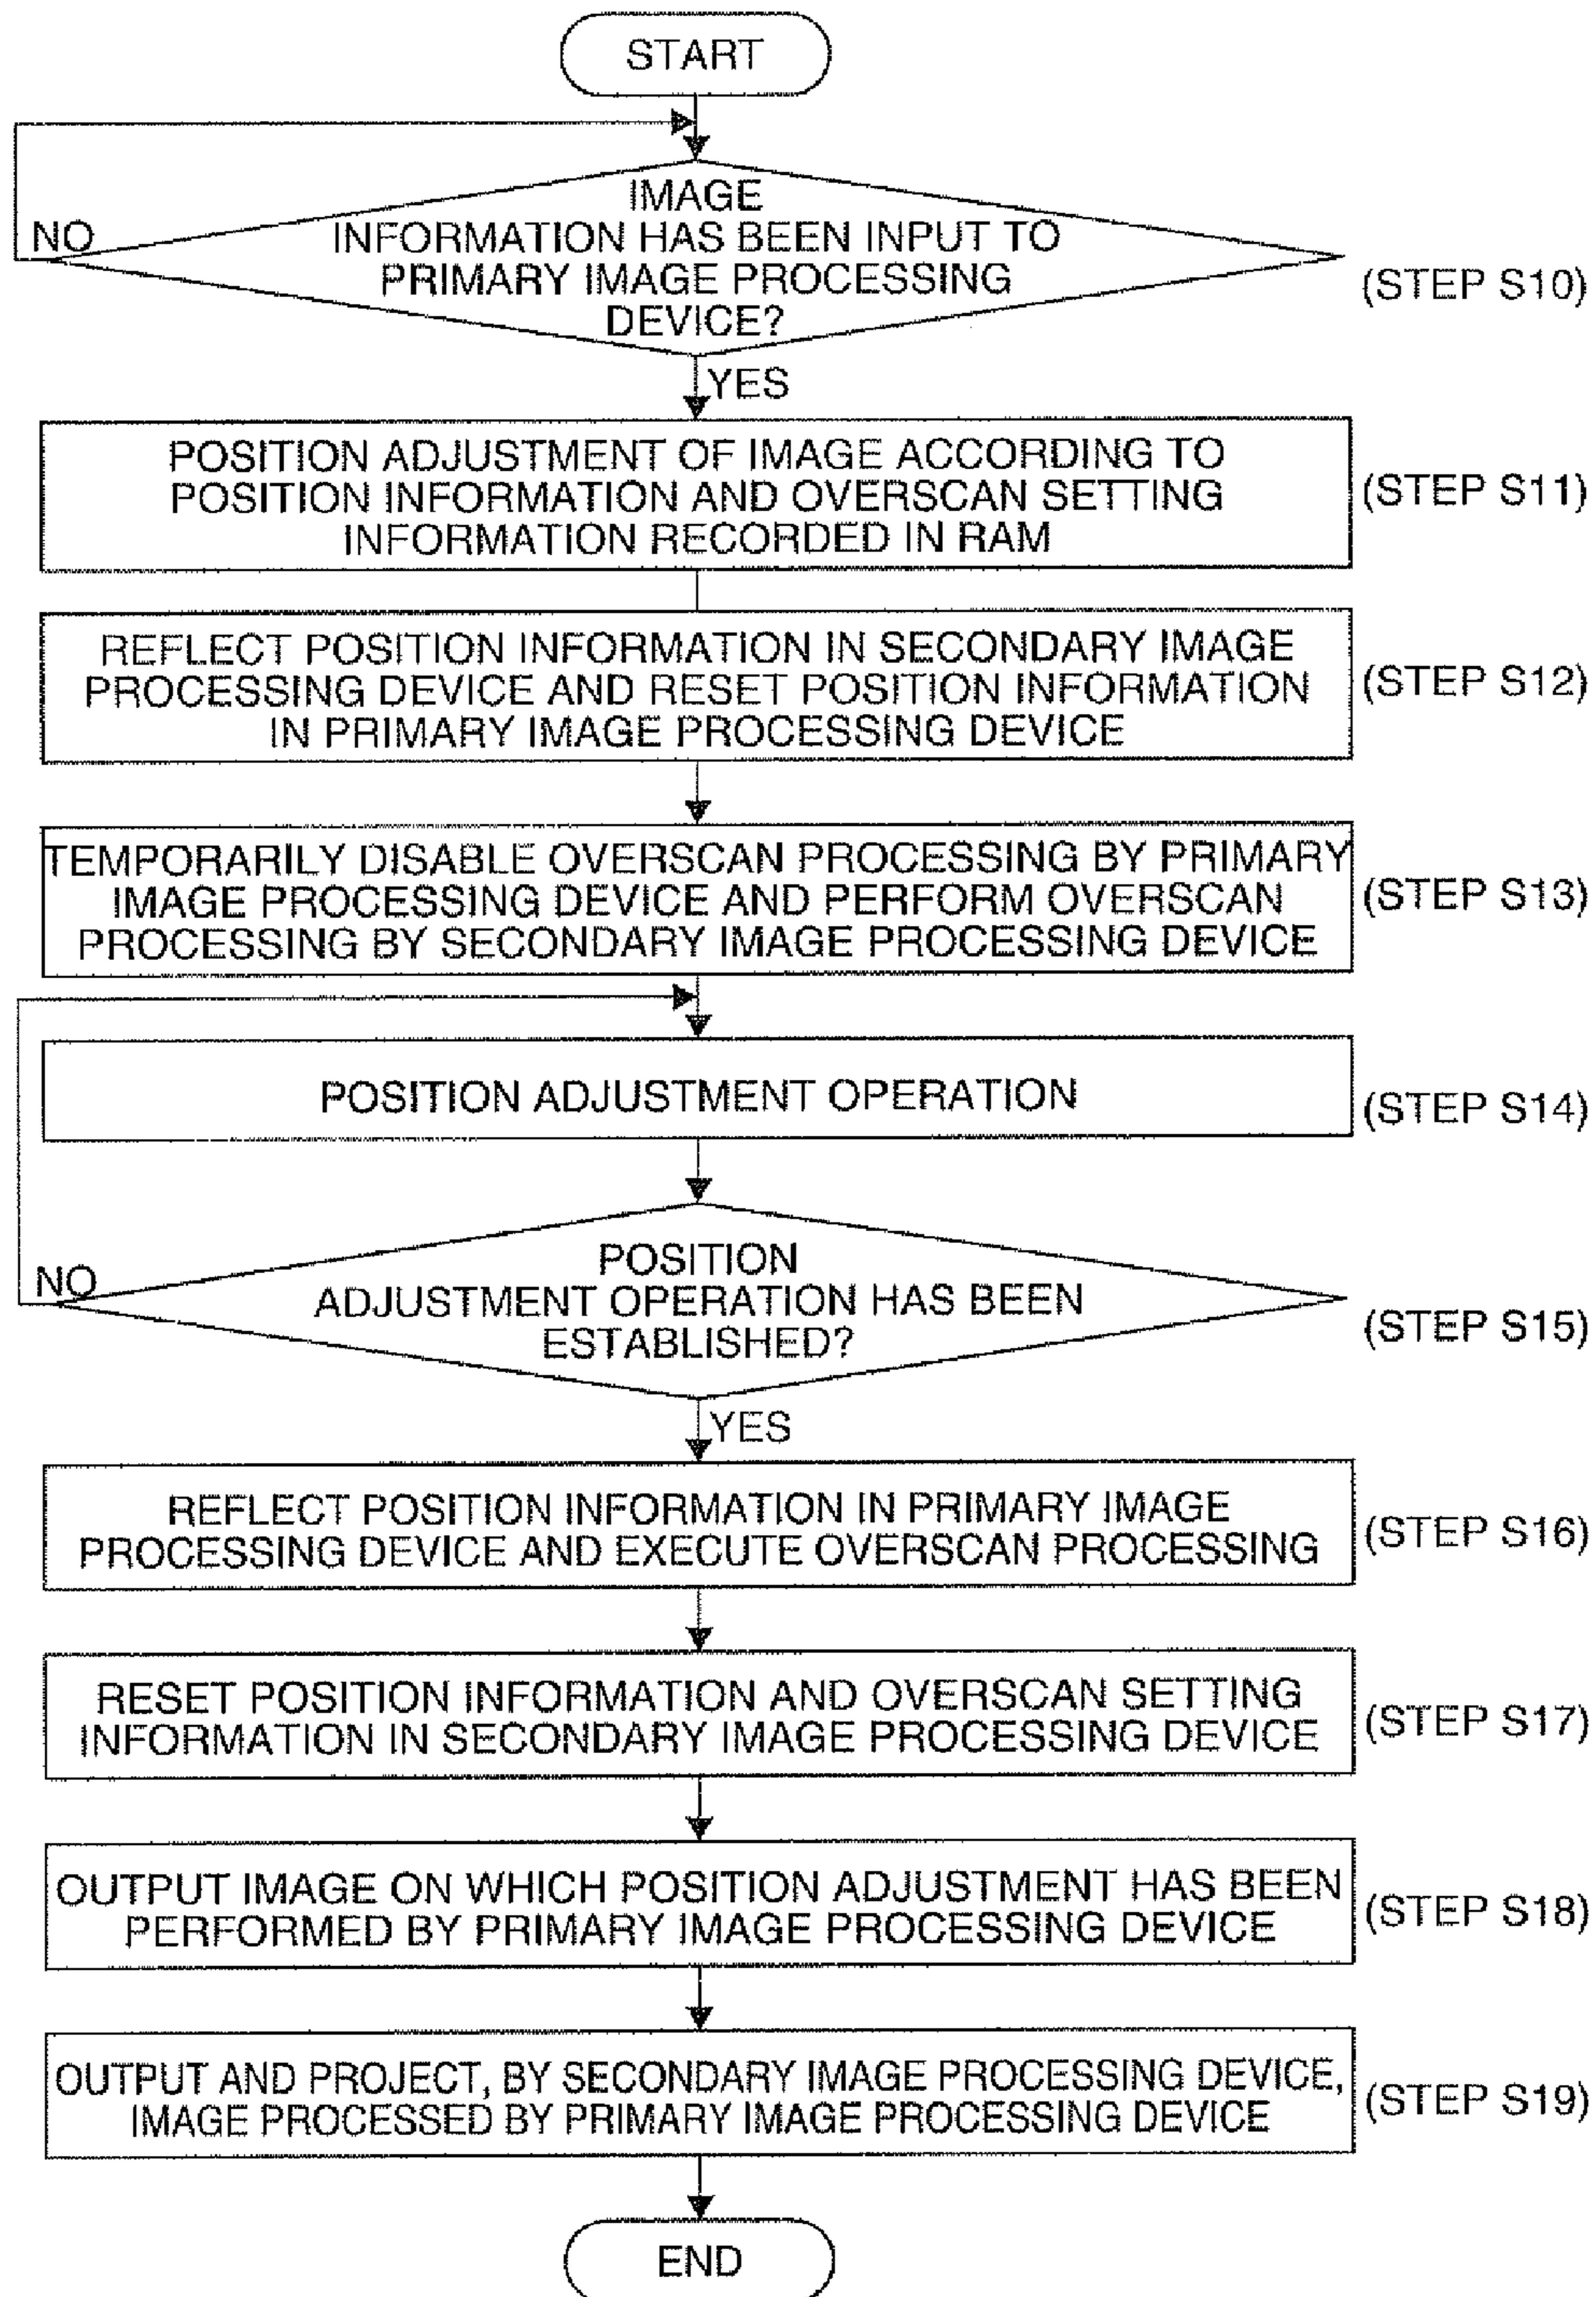 START
IMAGE
INFORMATION HAS BEEN INPUT TO
PRIMARY IMAGE PROCESSING
DEVICE?
NO
(STEP S10)
YES
POSITION ADJUSTMENT OF IMAGE ACCORDING TO
POSITION INFORMATION AND OVERSCAN SETTING
INFORMATION RECORDED IN RAM
(STEP S11)
REFLECT POSITION INFORMATION IN SECONDARY IMAGE
PROCESSING DEVICE AND RESET POSITION INFORMATION
IN PRIMARY IMAGE PROCESSING DEVICE
(STEP S12)
TEMPORARILY DISABLE OVERSCAN PROCESSING BY PRIMARY
IMAGE PROCESSING DEVICE AND PERFORM OVERSCAN
PROCESSING BY SECONDARY IMAGE PROCESSING DEVICE
(STEP S13)
POSITION ADJUSTMENT OPERATION
(STEP S14)
POSITION
ADJUSTMENT OPERATION HAS BEEN
ESTABLISHED?
NO
(STEP S15)
YES
REFLECT POSITION INFORMATION IN PRIMARY IMAGE
PROCESSING DEVICE AND EXECUTE OVERSCAN PROCESSING
(STEP S16)
RESET POSITION INFORMATION AND OVERSCAN SETTING
INFORMATION IN SECONDARY IMAGE PROCESSING DEVICE
(STEP S17)
OUTPUT IMAGE ON WHICH POSITION ADJUSTMENT HAS BEEN
PERFORMED BY PRIMARY IMAGE PROCESSING DEVICE
(STEP S18)
OUTPUT AND PROJECT, BY SECONDARY IMAGE PROCESSING DEVICE,
IMAGE PROCESSED BY PRIMARY IMAGE PROCESSING DEVICE
(STEP S19)
END